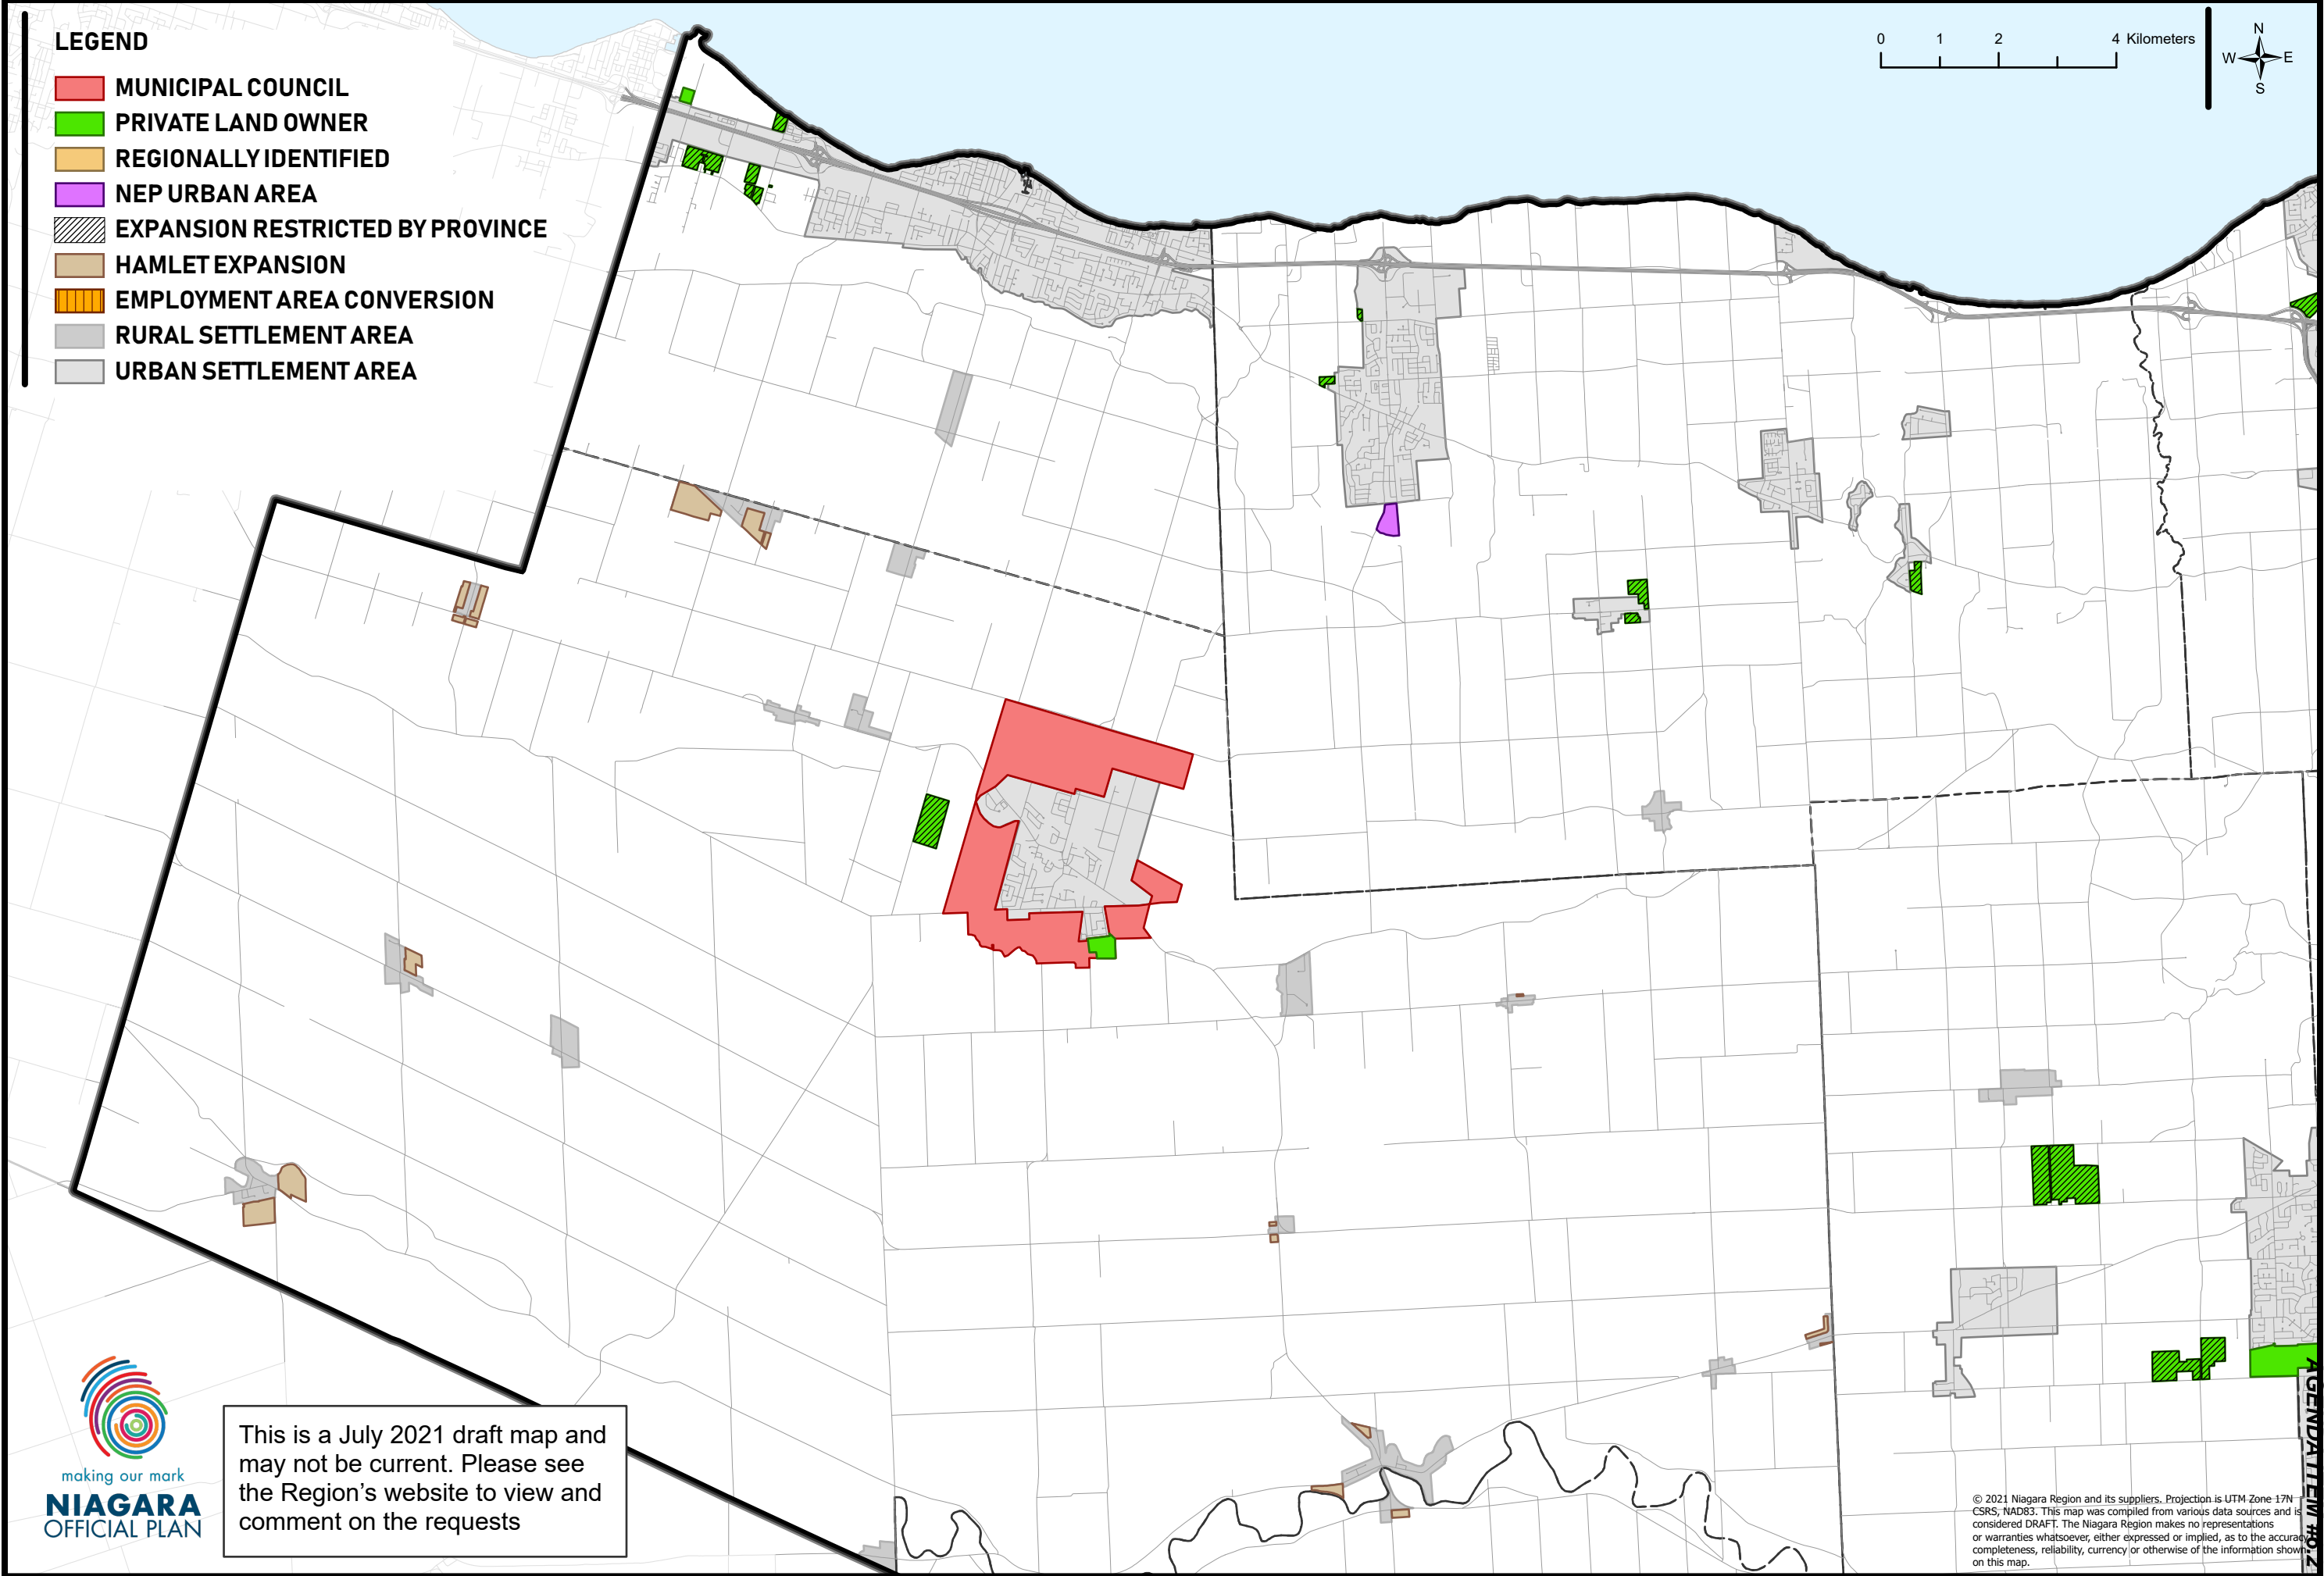 LEGEND
MUNICIPAL COUNCIL
PRIVATE LAND OWNER
REGIONALLY IDENTIFIED
NEP URBAN AREA
EXPANSION RESTRICTED BY PROVINCE
HAMLET EXPANSION
EMPLOYMENT AREA CONVERSION
RURAL SETTLEMENT AREA
URBAN SETTLEMENT AREA
0 1 2 4 Kilometers
N
W E
S
making our mark
NIAGARA
OFFICIAL PLAN
This is a July 2021 draft map and
may not be current. Please see
the Region's website to view and
comment on the requests
© 2021 Niagara Region and its suppliers. Projection is UTM Zone 17N
CSRS, NAD83. This map was compiled from various data sources and is
considered DRAFT. The Niagara Region makes no representations
or warranties whatsoever, either expressed or implied, as to the accuracy,
completeness, reliability, currency or otherwise of the information shown
on this map.
AGENDA ITEM #6.2